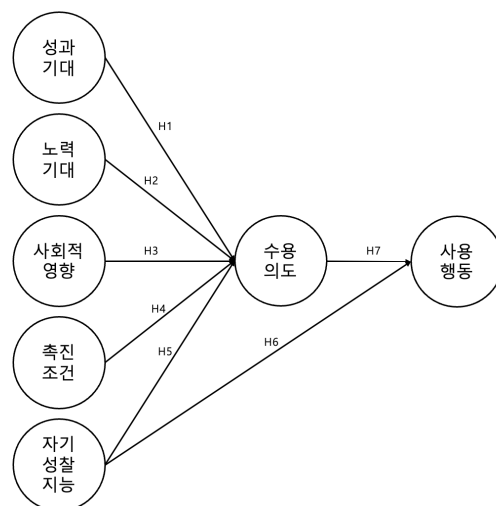 성과
기대
H1
노력
기대
H2
사회적
영향
H3
수용
의도
H7
사용
행동
촉진
조건
H4
H5
H6
자기
성찰
지능